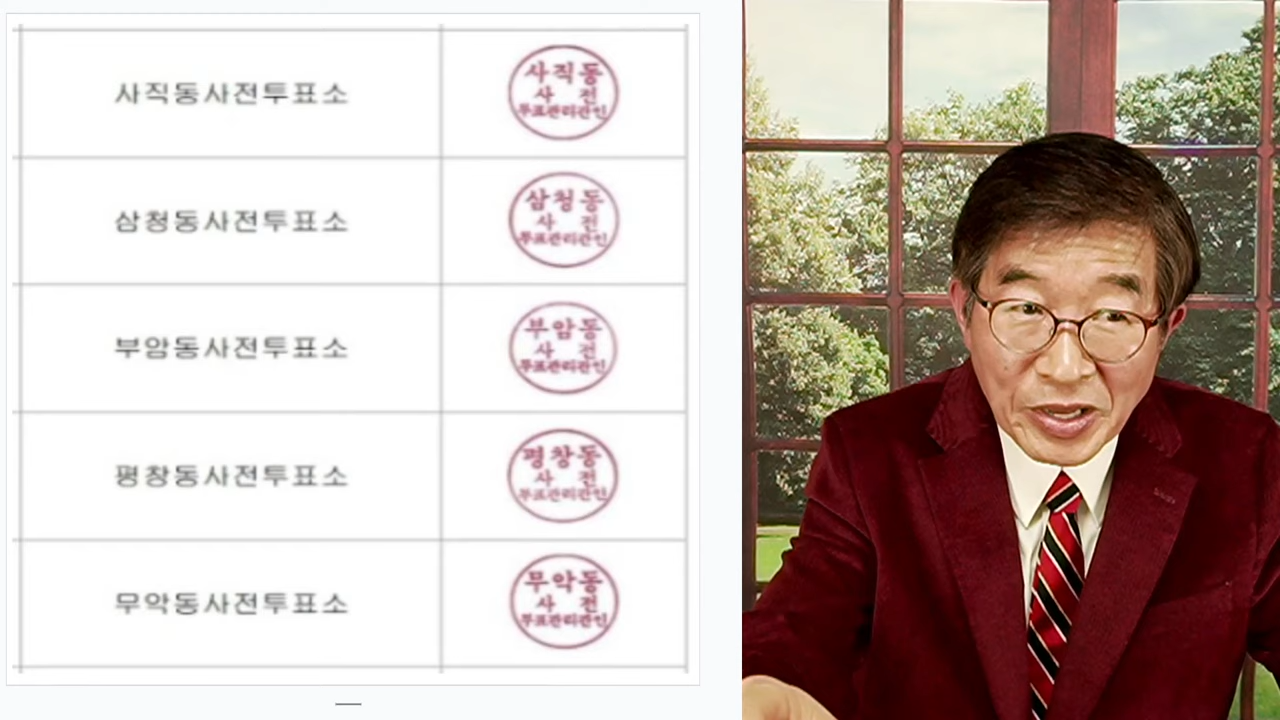 사직동사전투표소
사직동
사 전
투표관리관인
삼청동사전투표소
삼청동
사 전
투표관리관인
부암동사전투표소
부암동
사 전
투표관리관인
평창동사전투표소
평창동
사 전
투표관리관인
무악동사전투표소
무악동
사 전
투표관리관인